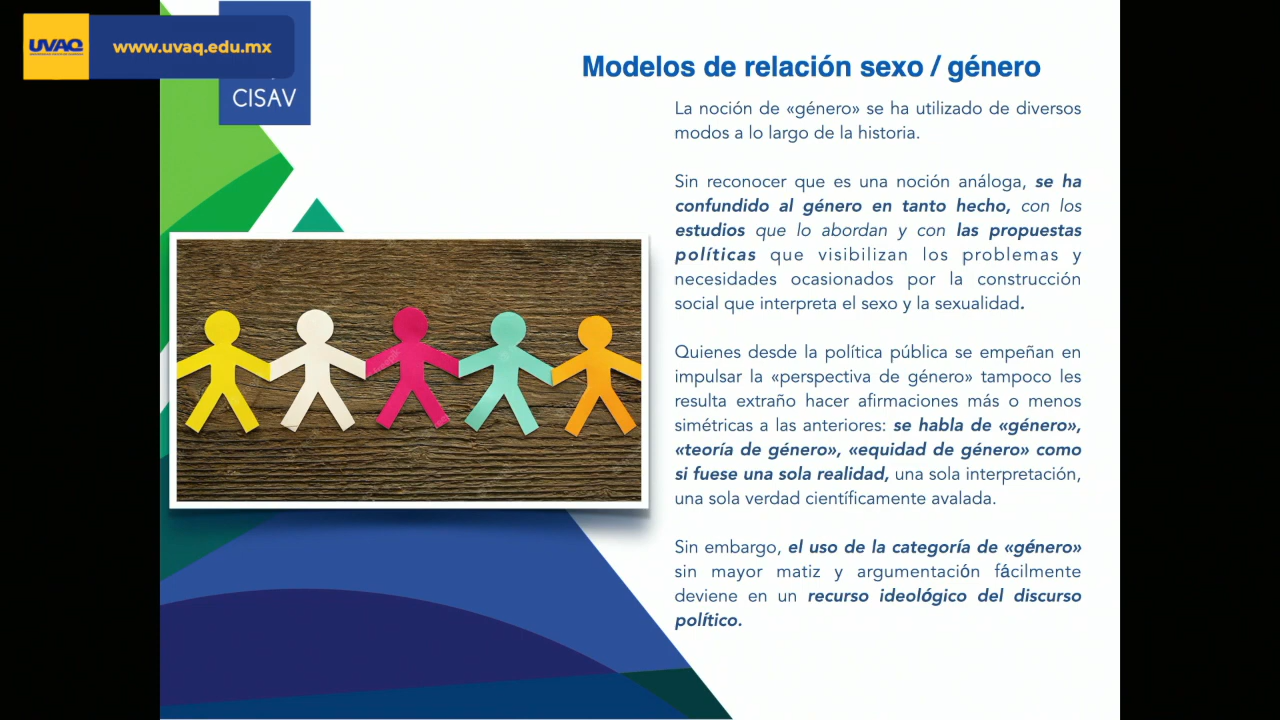 UVAQ
www.uvaq.edu.mx
CISAV
Modelos de relación sexo / género
La noción de «género» se ha utilizado de diversos
modos a lo largo de la historia.
Sin reconocer que es una noción análoga, se ha
confundido al género en tanto hecho, con los
estudios que lo abordan y con las propuestas
políticas que visibilizan los problemas y
necesidades ocasionados por la construcción
social que interpreta el sexo y la sexualidad.
Quienes desde la política pública se empeñan en
impulsar la «perspectiva de género» tampoco les
resulta extraño hacer afirmaciones más o menos
simétricas a las anteriores: se habla de «género»,
«teoría de género», «equidad de género» como
si fuese una sola realidad, una sola interpretación,
una sola verdad científicamente avalada.
Sin embargo, el uso de la categoría de «género»
sin mayor matiz y argumentación fácilmente
deviene en un recurso ideológico del discurso
político.